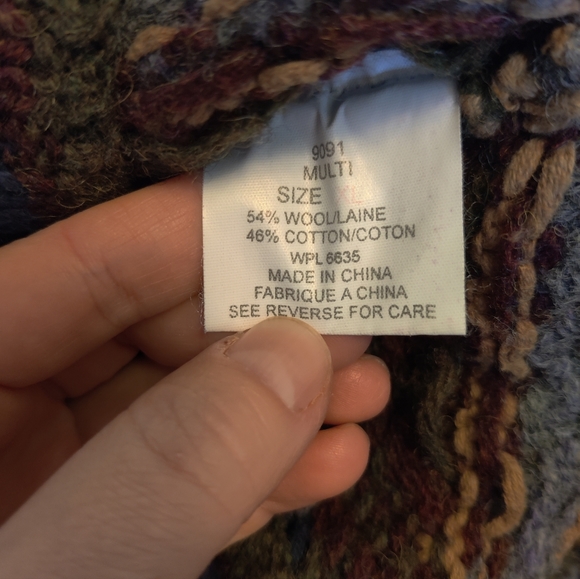 9091
MULTI
SIZE XL
54% WOOL/LAINE
46% COTTON/COTON
WPL 6635
MADE IN CHINA
FABRIQUE A CHINA
SEE REVERSE FOR CARE